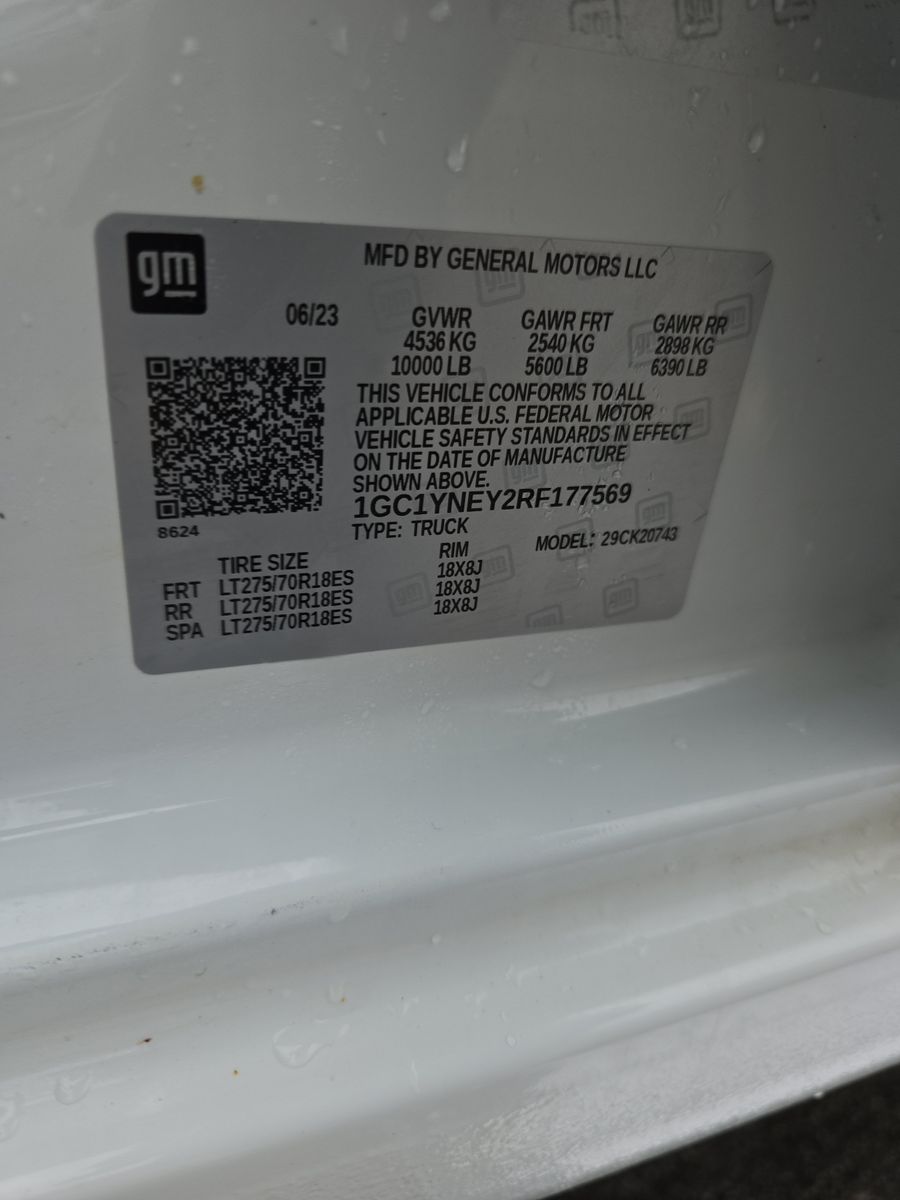 gm
MFD BY GENERAL MOTORS LLC
06/23 GVWR GAWR FRT GAWR RR
4536 KG 2540 KG 2898 KG
10000 LB 5600 LB 6390 LB
THIS VEHICLE CONFORMS TO ALL
APPLICABLE U.S. FEDERAL MOTOR
VEHICLE SAFETY STANDARDS IN EFFECT
ON THE DATE OF MANUFACTURE
SHOWN ABOVE.
1GC1YNEY2RF177569
8624
TYPE: TRUCK MODEL: 29CK20743
TIRE SIZE RIM
FRT LT275/70R18ES 18X8J
RR LT275/70R18ES 18X8J
SPA LT275/70R18ES 18X8J